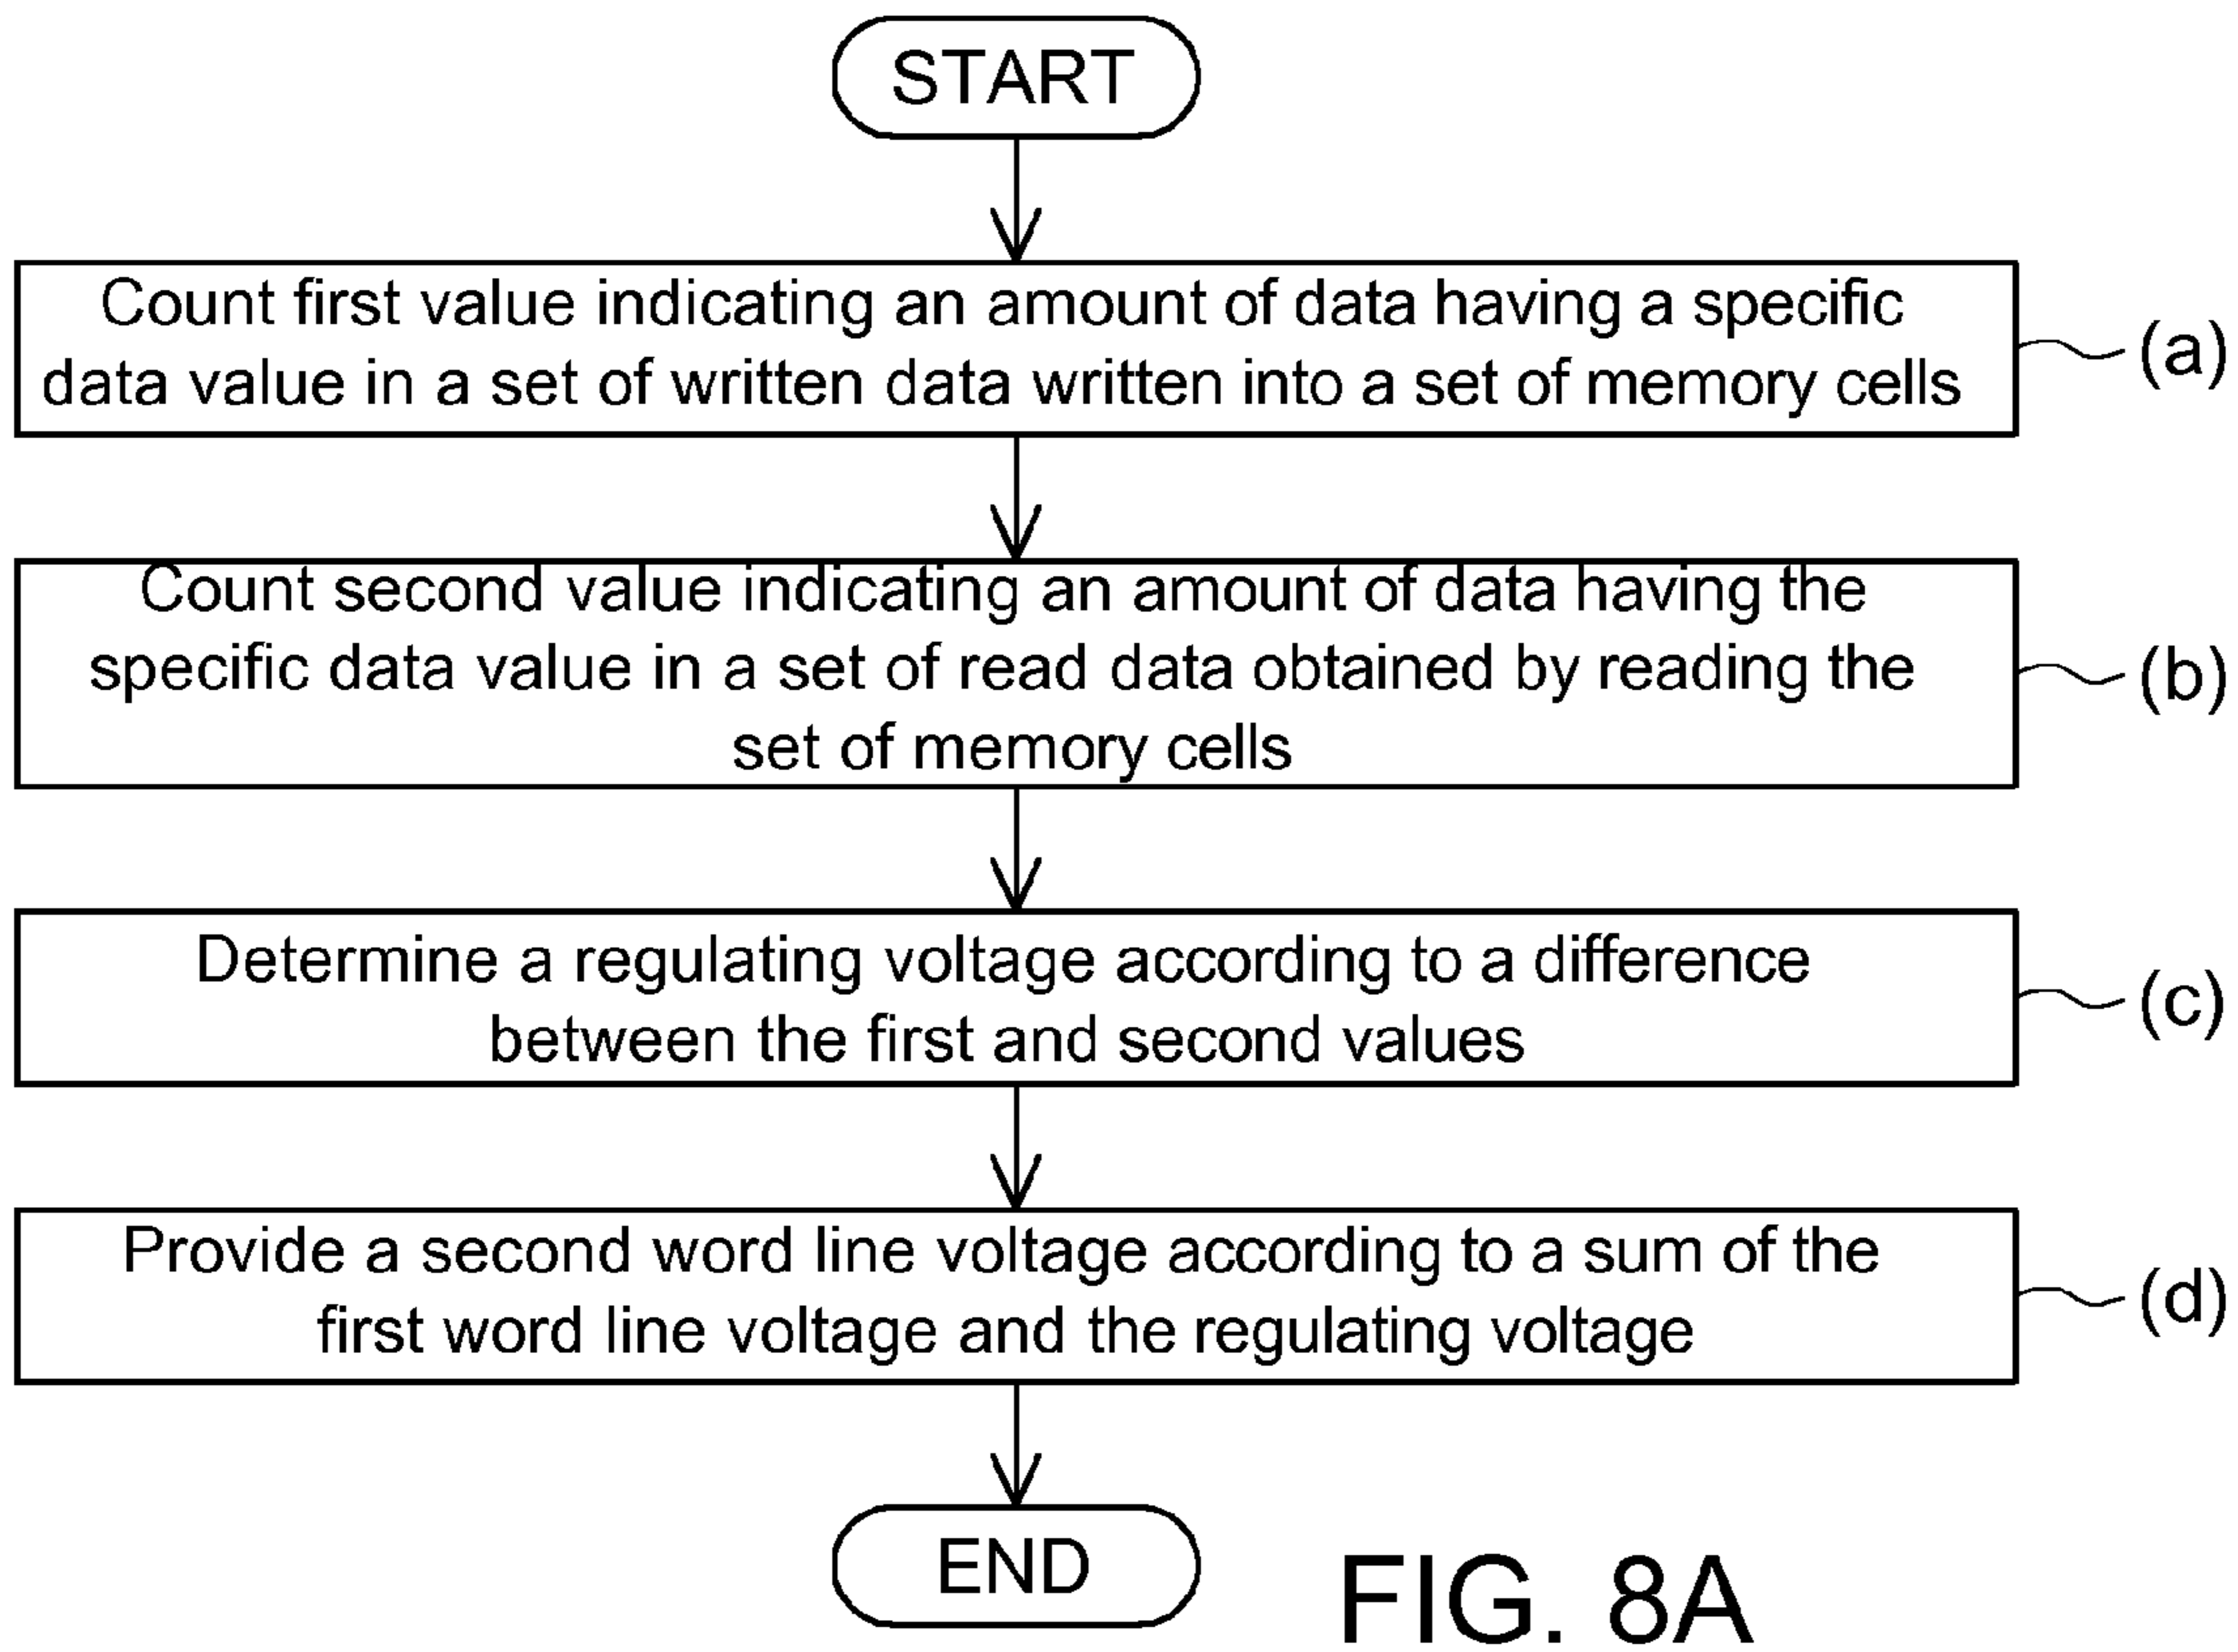 START
Count first value indicating an amount of data having a specific
data value in a set of written data written into a set of memory cells
(a)
Count second value indicating an amount of data having the
specific data value in a set of read data obtained by reading the
set of memory cells
(b)
Determine a regulating voltage according to a difference
between the first and second values
(c)
Provide a second word line voltage according to a sum of the
first word line voltage and the regulating voltage
(d)
END
FIG. 8A